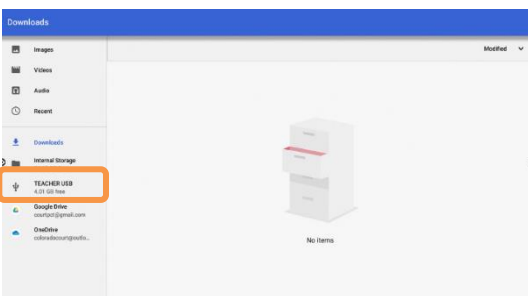 Downloads
Images
Videos
Audio
Recent
Downloads
Internal Storage
TEACHER USB
4.01 GB free
Google Drive
OneDrive
Modified
No items